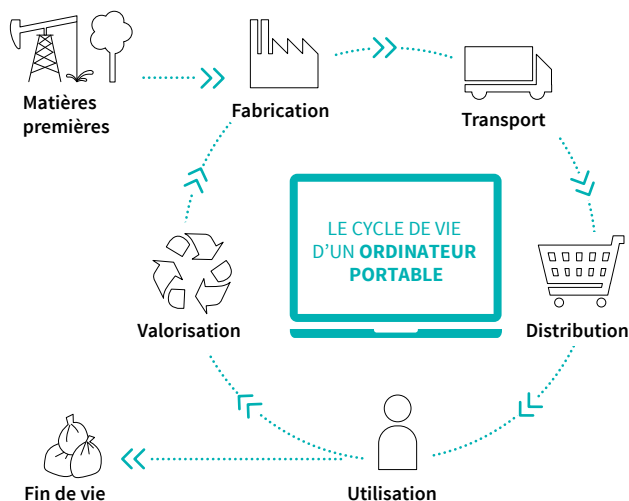 Matières
premières
Fabrication
Transport
LE CYCLE DE VIE
D'UN ORDINATEUR
PORTABLE
Valorisation
Distribution
Fin de vie
Utilisation